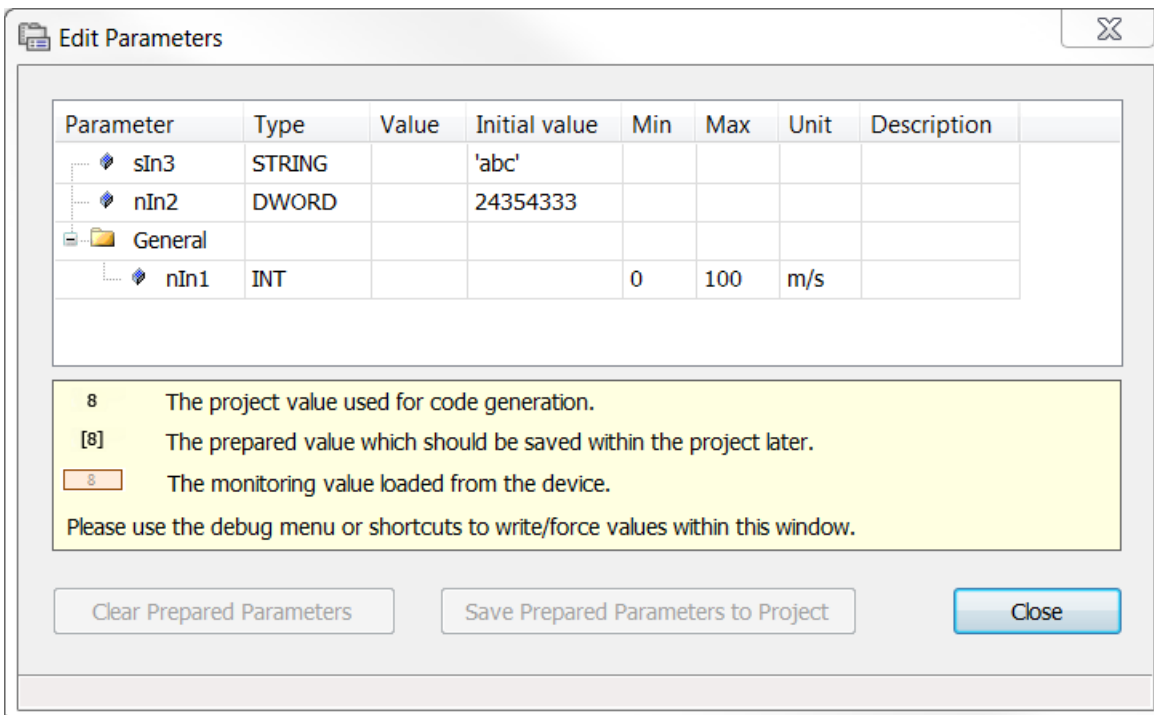 Edit Parameters
Parameter Type Value Initial value Min Max Unit Description
sIn3 STRING 'abc'
nIn2 DWORD 24354333
General
nIn1 INT 0 100 m/s
8 The project value used for code generation.
[8] The prepared value which should be saved within the project later.
8 The monitoring value loaded from the device.
Please use the debug menu or shortcuts to write/force values within this window.
Clear Prepared Parameters Save Prepared Parameters to Project Close